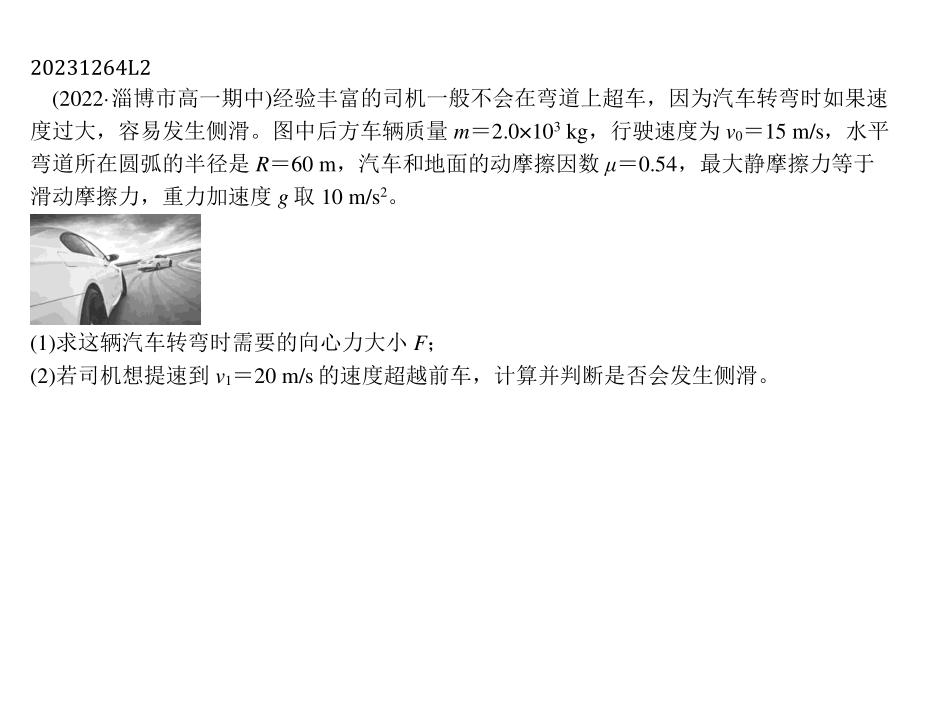 20231264L2
(2022·淄博市高一期中)经验丰富的司机一般不会在弯道上超车，因为汽车转弯时如果速
度过大，容易发生侧滑。图中后方车辆质量 m＝2.0×10³ kg，行驶速度为 v₀＝15 m/s，水平
弯道所在圆弧的半径是 R＝60 m，汽车和地面的动摩擦因数 μ＝0.54，最大静摩擦力等于
滑动摩擦力，重力加速度 g 取 10 m/s²。
(1)求这辆汽车转弯时需要的向心力大小 F；
(2)若司机想提速到 v₁＝20 m/s 的速度超越前车，计算并判断是否会发生侧滑。